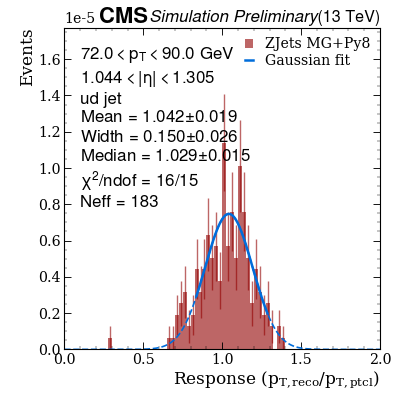 1e-5 CMS Simulation Preliminary (13 TeV)
Events
72.0 < p_T < 90.0 GeV
1.044 < |η| < 1.305
ud jet
Mean = 1.042±0.019
Width = 0.150±0.026
Median = 1.029±0.015
χ²/ndof = 16/15
Neff = 183
ZJets MG+Py8
Gaussian fit
1.6
1.4
1.2
1.0
0.8
0.6
0.4
0.2
0.0
0.0 0.5 1.0 1.5 2.0
Response (p_T,reco/p_T,ptcl)